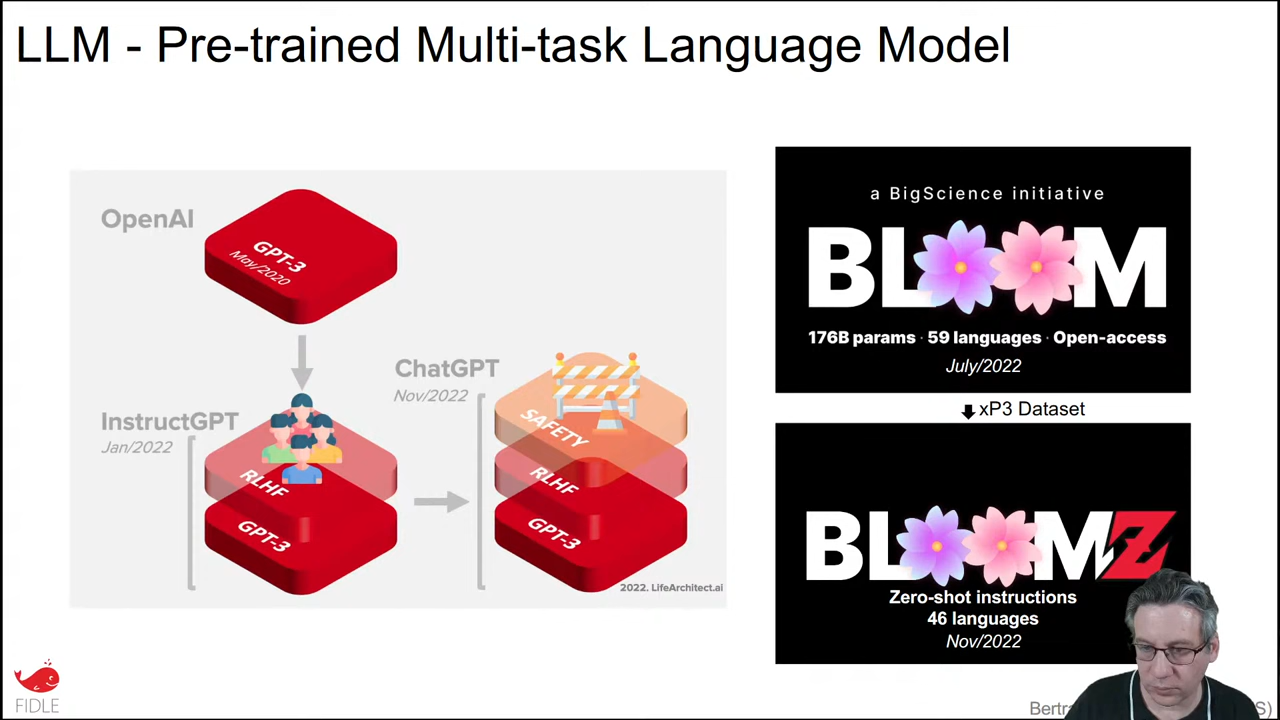 LLM - Pre-trained Multi-task Language Model
OpenAI
GPT-3
May/2020
InstructGPT
Jan/2022
RLHF
GPT-3
ChatGPT
Nov/2022
SAFETY
RLHF
GPT-3
2022. LifeArchitect.ai
a BigScience initiative
BLOOM
176B params · 59 languages · Open-access
July/2022
xP3 Dataset
BLOOMZ
Zero-shot instructions
46 languages
Nov/2022
FIDLE